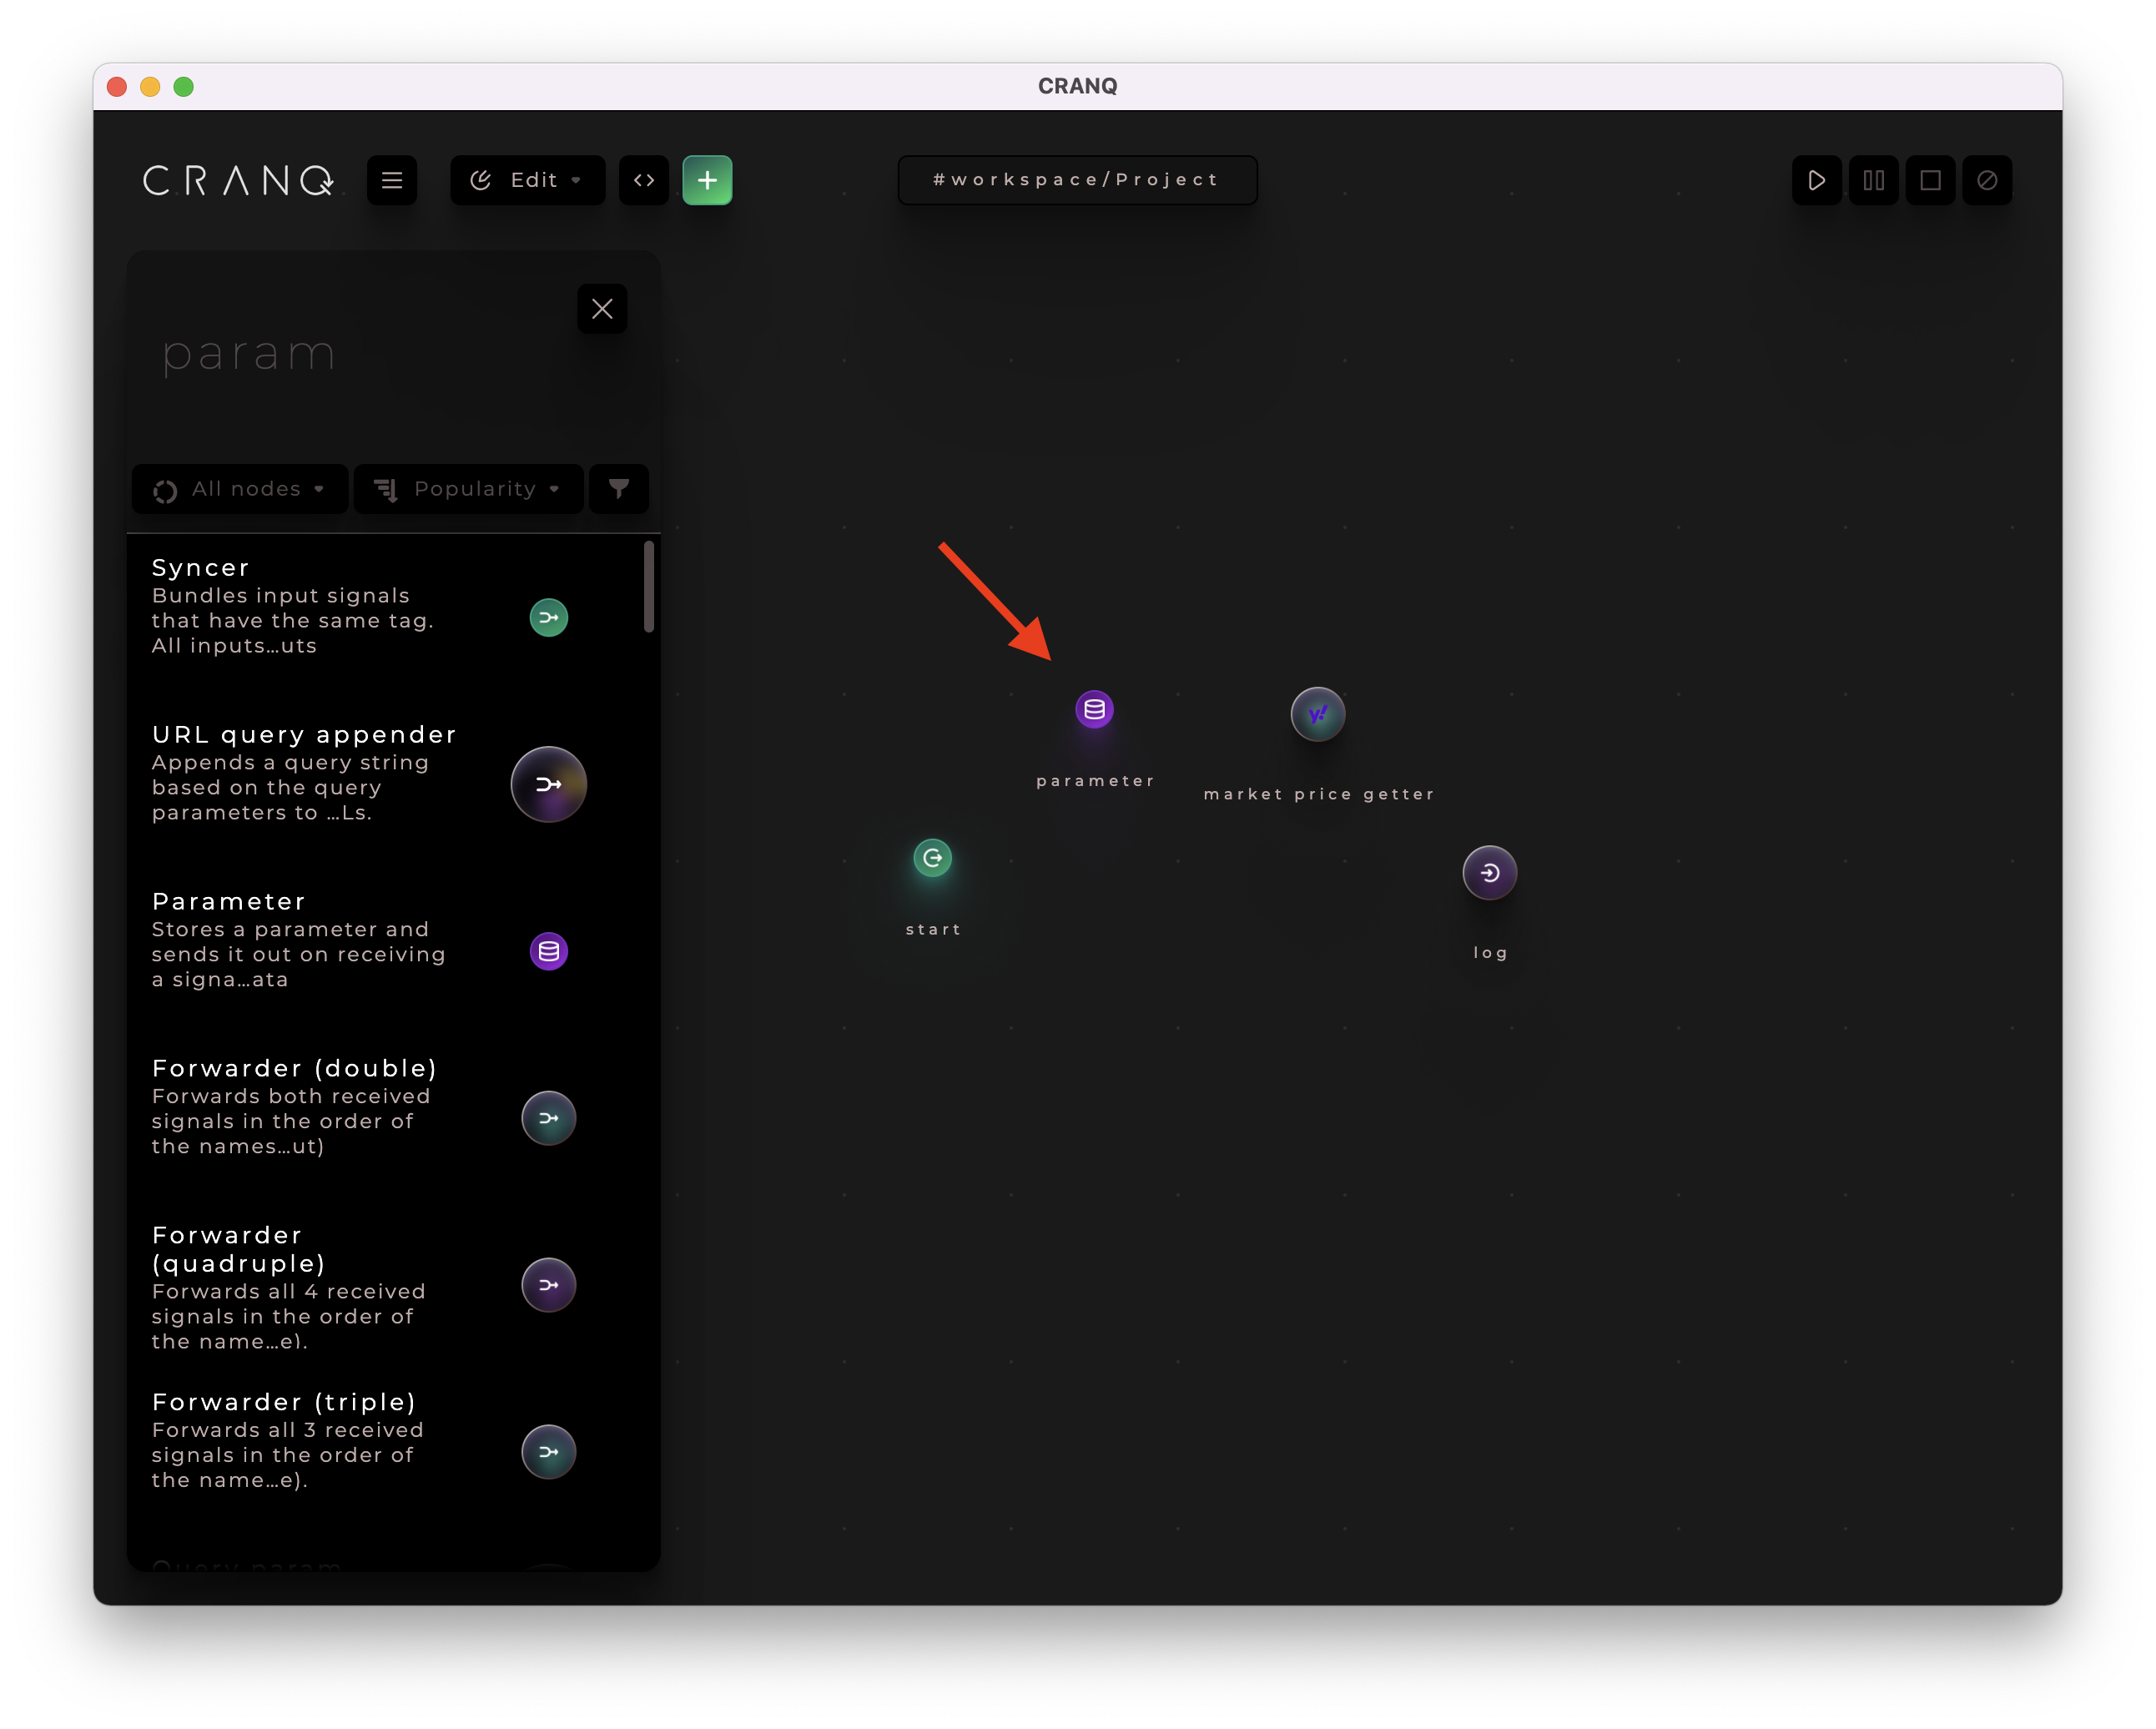 CRANQ
CRANQ
Edit
#workspace/Project
param
All nodes
Popularity
Syncer
Bundles input signals
that have the same tag.
All inputs...uts
URL query appender
Appends a query string
based on the query
parameters to ...Ls.
Parameter
Stores a parameter and
sends it out on receiving
a signa...ata
Forwarder (double)
Forwards both received
signals in the order of
the names...ut)
Forwarder
(quadruple)
Forwards all 4 received
signals in the order of
the name...e).
Forwarder (triple)
Forwards all 3 received
signals in the order of
the name...e).
Query param
parameter
y!
market price getter
start
log